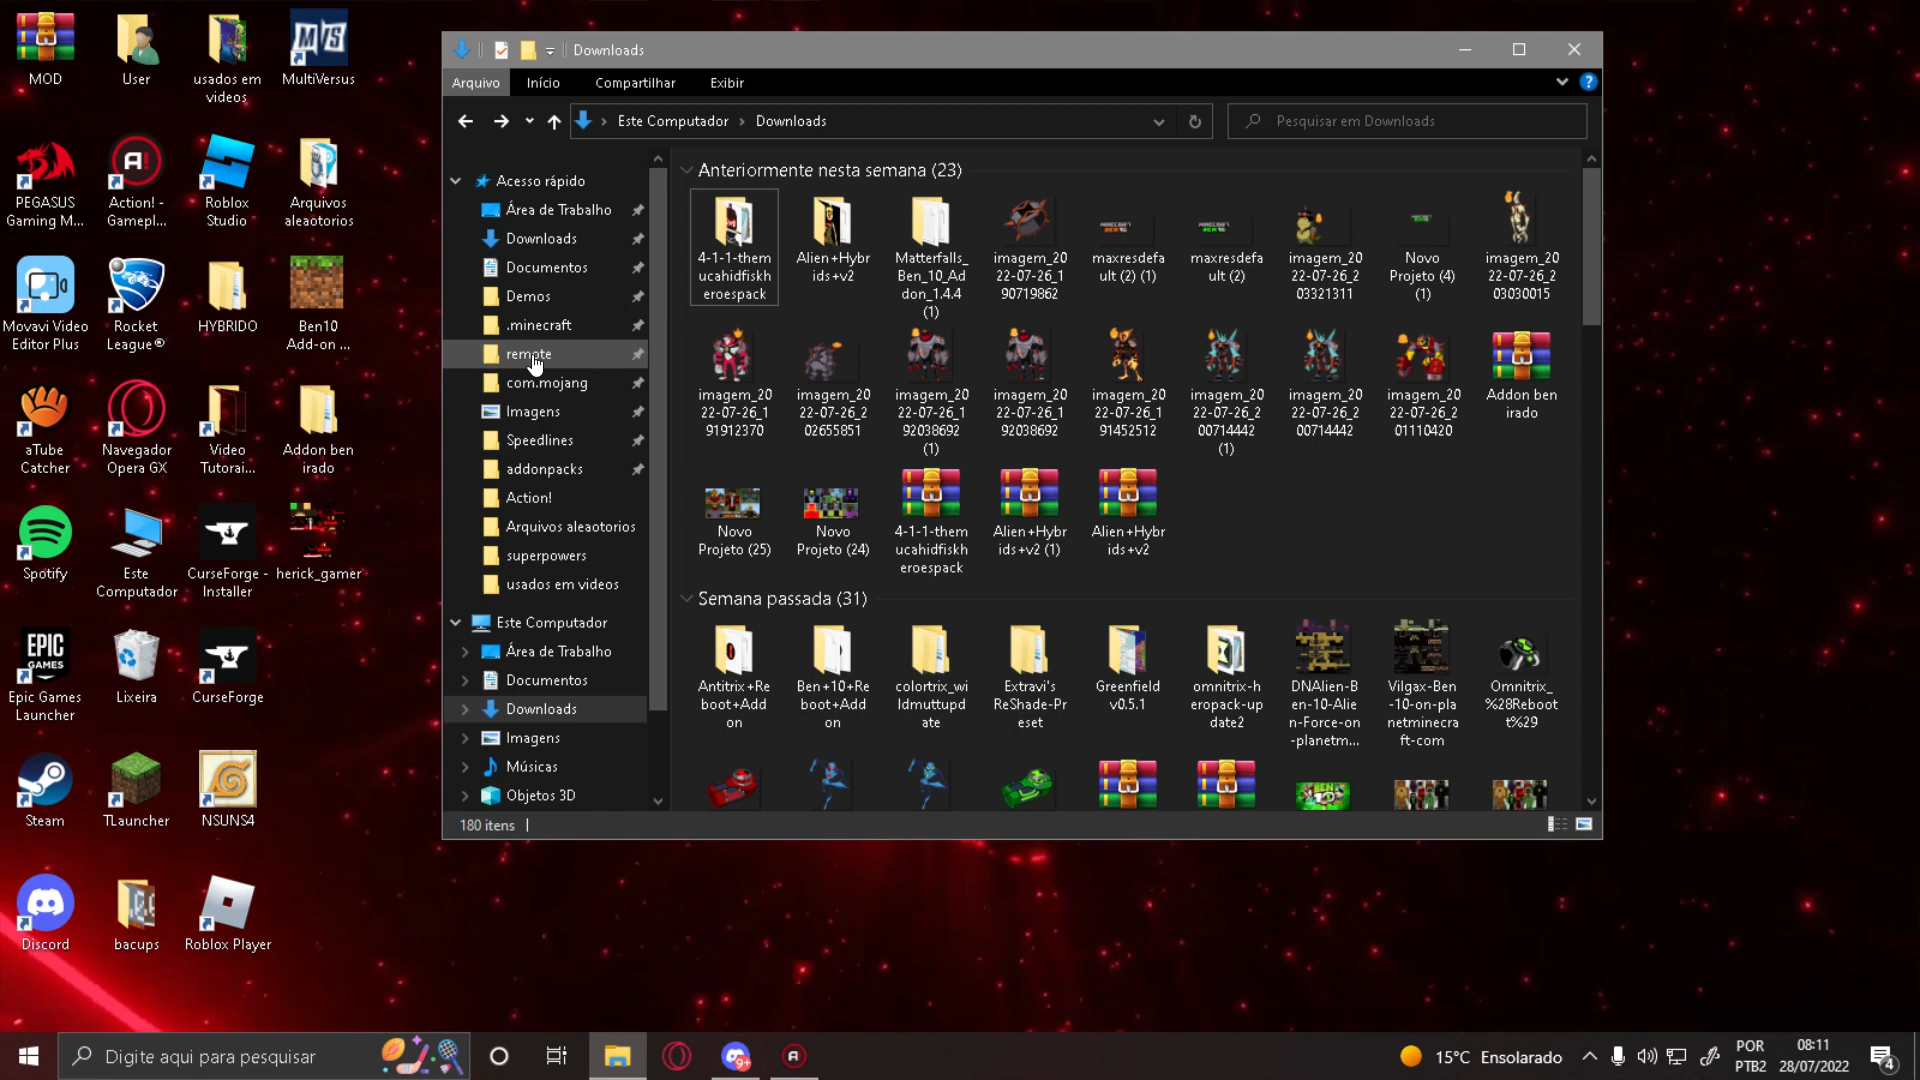 MOD
User
usados em
videos
MultiVersus
PEGASUS
Gaming M...
Action! -
Gamepl...
Roblox
Studio
Arquivos
aleaotorios
Movavi Video
Editor Plus
Rocket
League®
HYBRIDO
Ben10
Add-on ...
aTube
Catcher
Navegador
Opera GX
Video
Tutorai...
Addon ben
irado
Spotify
Este
Computador
CurseForge -
Installer
herick_gamer
Epic Games
Launcher
Lixeira
CurseForge
Steam
TLauncher
NSUNS4
Discord
bacups
Roblox Player
Downloads
Arquivo
Início
Compartilhar
Exibir
Este Computador
Downloads
Pesquisar em Downloads
Acesso rápido
Área de Trabalho
Downloads
Documentos
Demos
.minecraft
remote
com.mojang
Imagens
Speedlines
addonpacks
Action!
Arquivos aleaotorios
superpowers
usados em videos
Este Computador
Área de Trabalho
Documentos
Downloads
Imagens
Músicas
Objetos 3D
Anteriormente nesta semana (23)
4-1-1-them
ucahidfiskh
eroespack
Alien+Hybr
ids+v2
Matterfalls_
Ben_10_Ad
don_1.4.4
(1)
imagem_20
22-07-26_1
90719862
maxresdefa
ult (2) (1)
maxresdefa
ult (2)
imagem_20
22-07-26_2
03321311
Novo
Projeto (4)
(1)
imagem_20
22-07-26_2
03030015
imagem_20
22-07-26_1
91912370
imagem_20
22-07-26_2
02655851
imagem_20
22-07-26_1
92038692
(1)
imagem_20
22-07-26_1
92038692
imagem_20
22-07-26_1
91452512
imagem_20
22-07-26_2
00714442
(1)
imagem_20
22-07-26_2
00714442
imagem_20
22-07-26_2
01110420
Addon ben
irado
Novo
Projeto (25)
Novo
Projeto (24)
4-1-1-them
ucahidfiskh
eroespack
Alien+Hybr
ids+v2 (1)
Alien+Hybr
ids+v2
Semana passada (31)
Antitrix+Re
boot+Add
on
Ben+10+Re
boot+Add
on
colortrix_wi
ldmuttupd
ate
Extravi's
ReShade-Pr
eset
Greenfield
v0.5.1
omnitrix-h
eropack-up
date2
DNAlien-B
en-10-Alie
n-Force-on
-planetm...
Vilgax-Ben
-10-on-pla
netminecra
ft-com
Omnitrix_
%28Reboot
t%29
180 itens
Digite aqui para pesquisar
15°C Ensolarado
POR
PTB2
08:11
28/07/2022
4
MVS
A!
EPIC
GAMES
9+